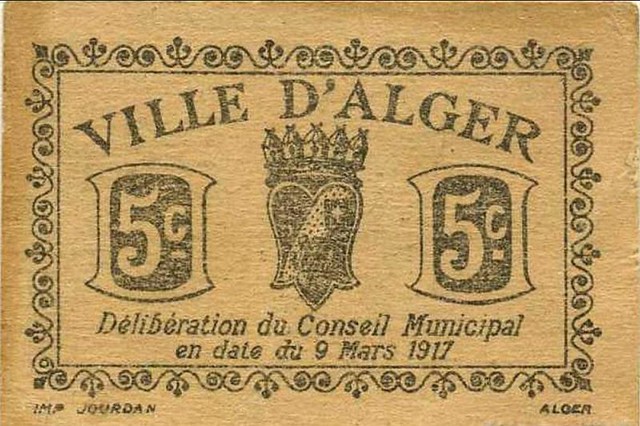 VILLE D'ALGER
5c. 5c.
Délibération du Conseil Municipal
en date du 9 Mars 1917
IMP JOURDAN ALGER